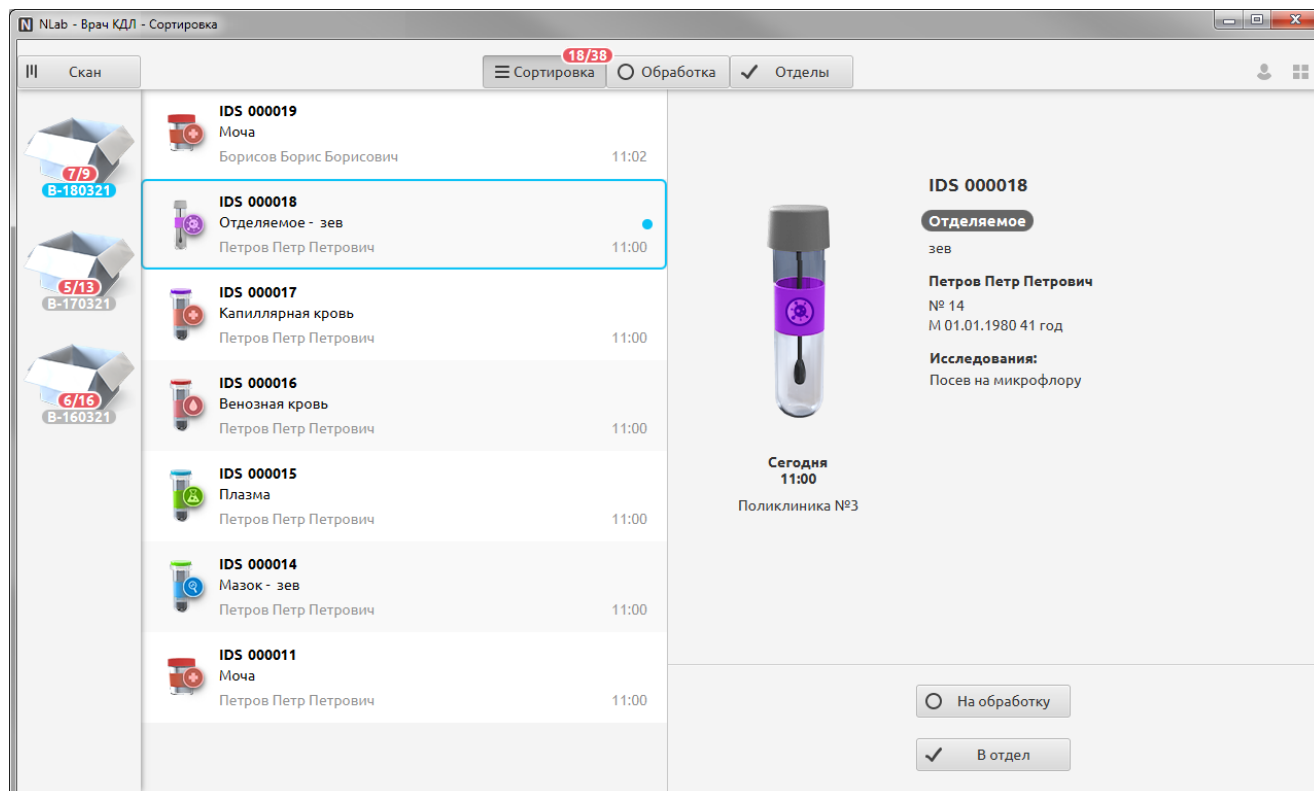 NLab - Врач КДЛ - Сортировка
Скан
18/38
Сортировка
Обработка
Отделы
7/9
B-180321
5/13
B-170321
6/16
B-160321
IDS 000019
Моча
Борисов Борис Борисович 11:02
IDS 000018
Отделяемое - зев
Петров Петр Петрович 11:00
IDS 000017
Капиллярная кровь
Петров Петр Петрович 11:00
IDS 000016
Венозная кровь
Петров Петр Петрович 11:00
IDS 000015
Плазма
Петров Петр Петрович 11:00
IDS 000014
Мазок - зев
Петров Петр Петрович 11:00
IDS 000011
Моча
Петров Петр Петрович 11:00
Сегодня
11:00
Поликлиника №3
IDS 000018
Отделяемое
зев
Петров Петр Петрович
№ 14
М 01.01.1980 41 год
Исследования:
Посев на микрофлору
На обработку
В отдел